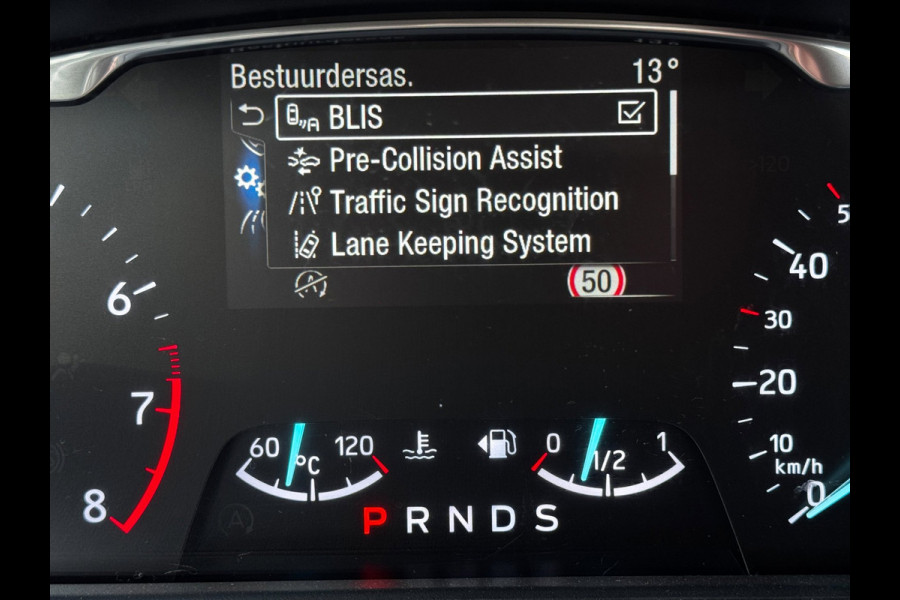 Bestuurdersas. 13°
BLIS
Pre-Collision Assist
Traffic Sign Recognition
Lane Keeping System
A 50
5
40
6
30
7
20
60 120 0 1
°C 1/2
10
km/h
8
0
P R N D S
A